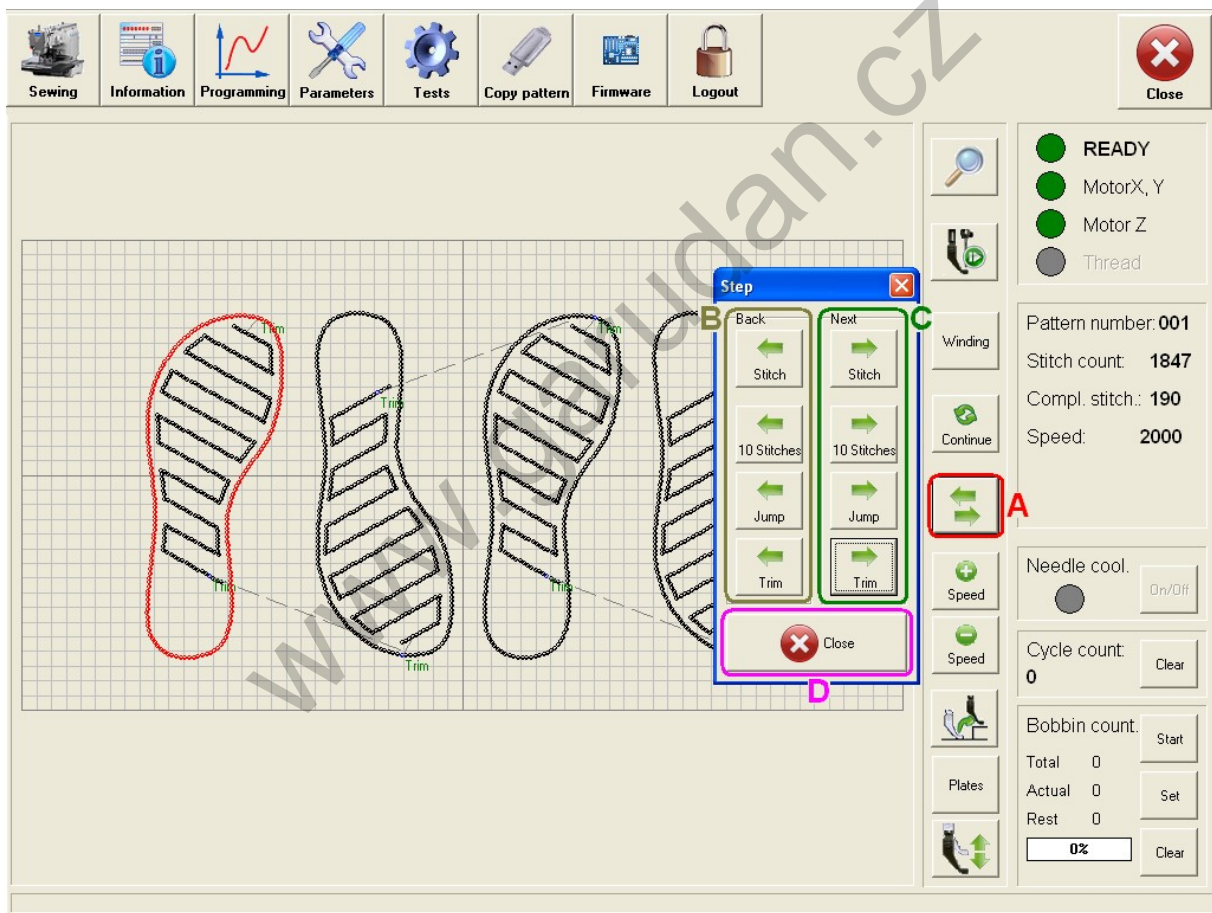 Sewing
Information
Programming
Parameters
Tests
Copy pattern
Firmware
Logout
Close
READY
MotorX, Y
Motor Z
Thread
Pattern number: 001
Stitch count: 1847
Compl. stitch.: 190
Speed: 2000
Winding
Continue
A
Speed
Speed
Plates
Needle cool.
On/Off
Cycle count:
0
Clear
Bobbin count.
Start
Total 0
Actual 0
Set
Rest 0
0%
Clear
Step
B
Back
Next
C
Stitch
Stitch
10 Stitches
10 Stitches
Jump
Jump
Trim
Trim
Close
D
Trim
Trim
Trim
Trim
Trim
Trim
www.garudan.cz